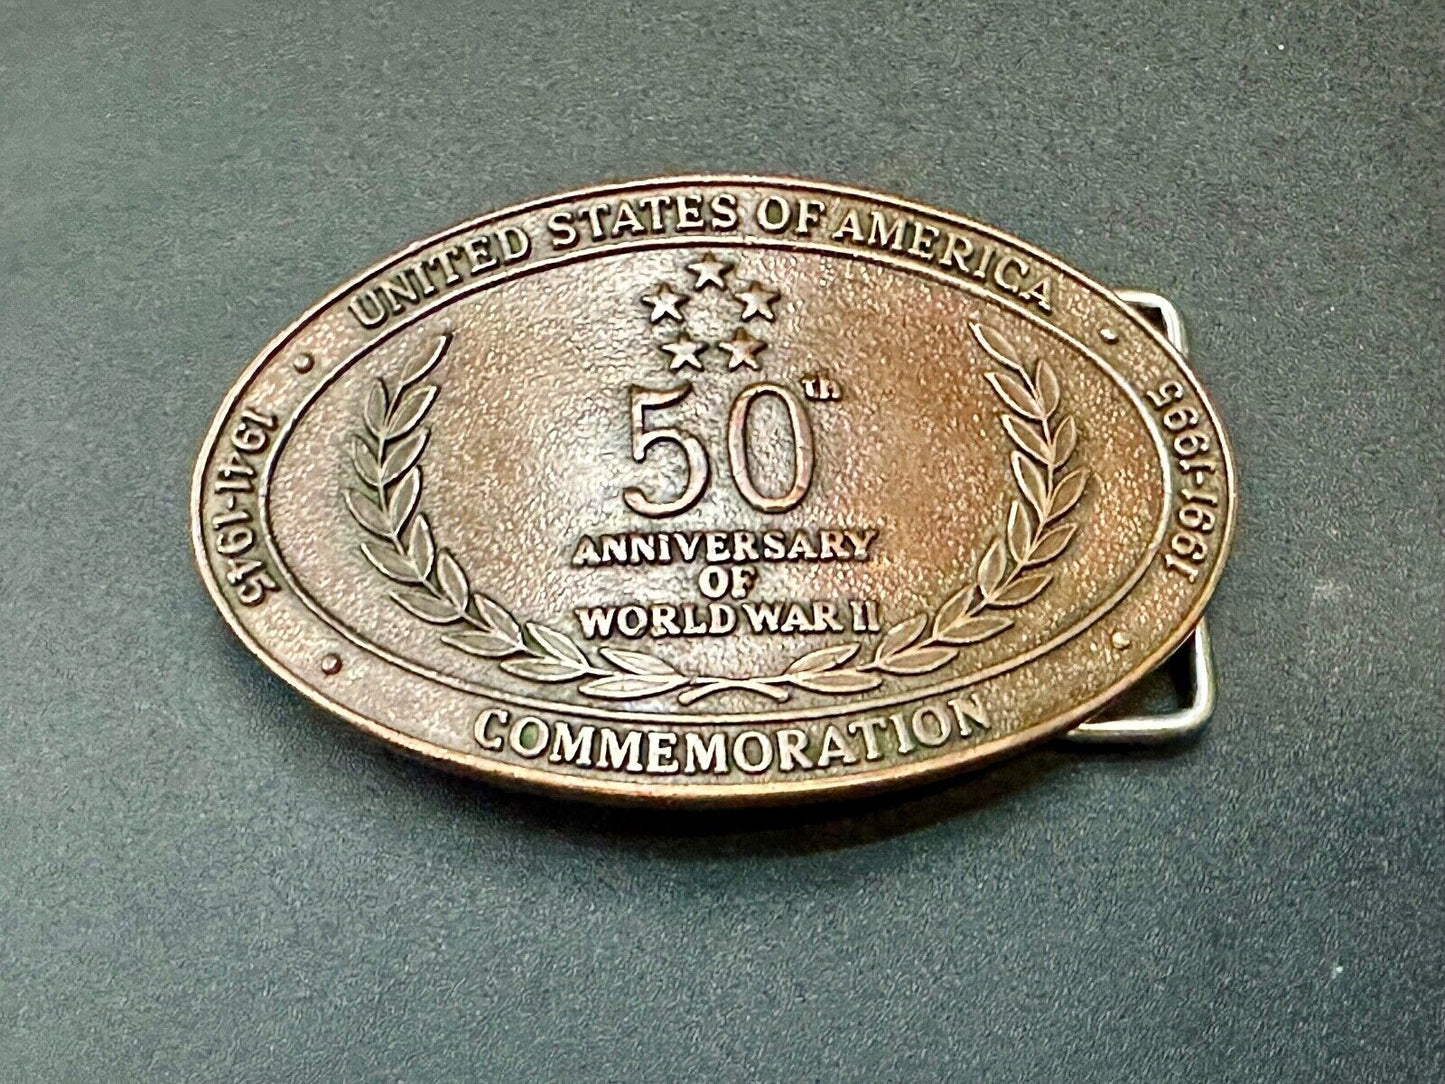 UNITED STATES OF AMERICA
1941-1945
1991-1995
50th
ANNIVERSARY
OF
WORLD WAR II
COMMEMORATION